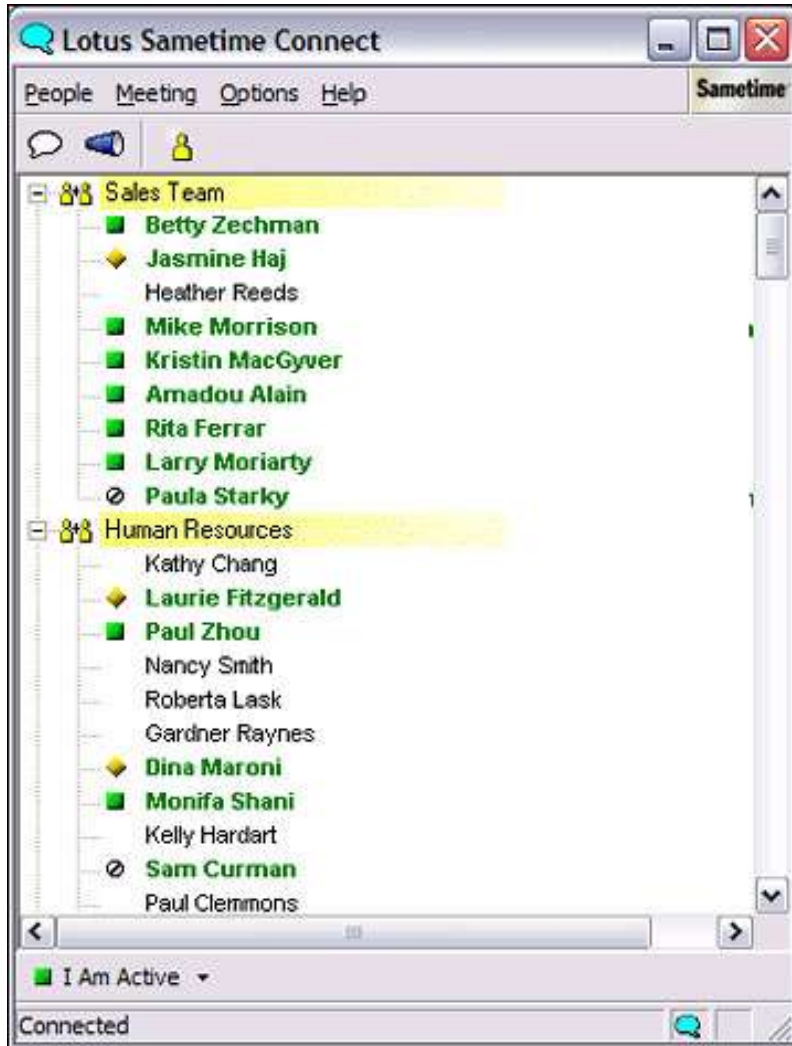 Lotus Sametime Connect
People Meeting Options Help Sametime
Sales Team
Betty Zechman
Jasmine Haj
Heather Reeds
Mike Morrison
Kristin MacGyver
Amadou Alain
Rita Ferrar
Larry Moriarty
Paula Starky
Human Resources
Kathy Chang
Laurie Fitzgerald
Paul Zhou
Nancy Smith
Roberta Lask
Gardner Raynes
Dina Maroni
Monifa Shani
Kelly Hardart
Sam Curman
Paul Clemmons
I Am Active
Connected